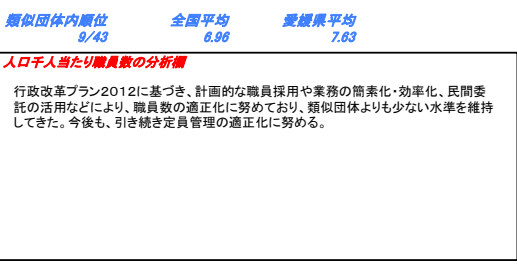 類似団体内順位 全国平均 愛媛県平均
9/43 6.96 7.63
人口千人当たり職員数の分析欄
行政改革プラン2012に基づき、計画的な職員採用や業務の簡素化・効率化、民間委
託の活用などにより、職員数の適正化に努めており、類似団体よりも少ない水準を維持
してきた。今後も、引き続き定員管理の適正化に努める。